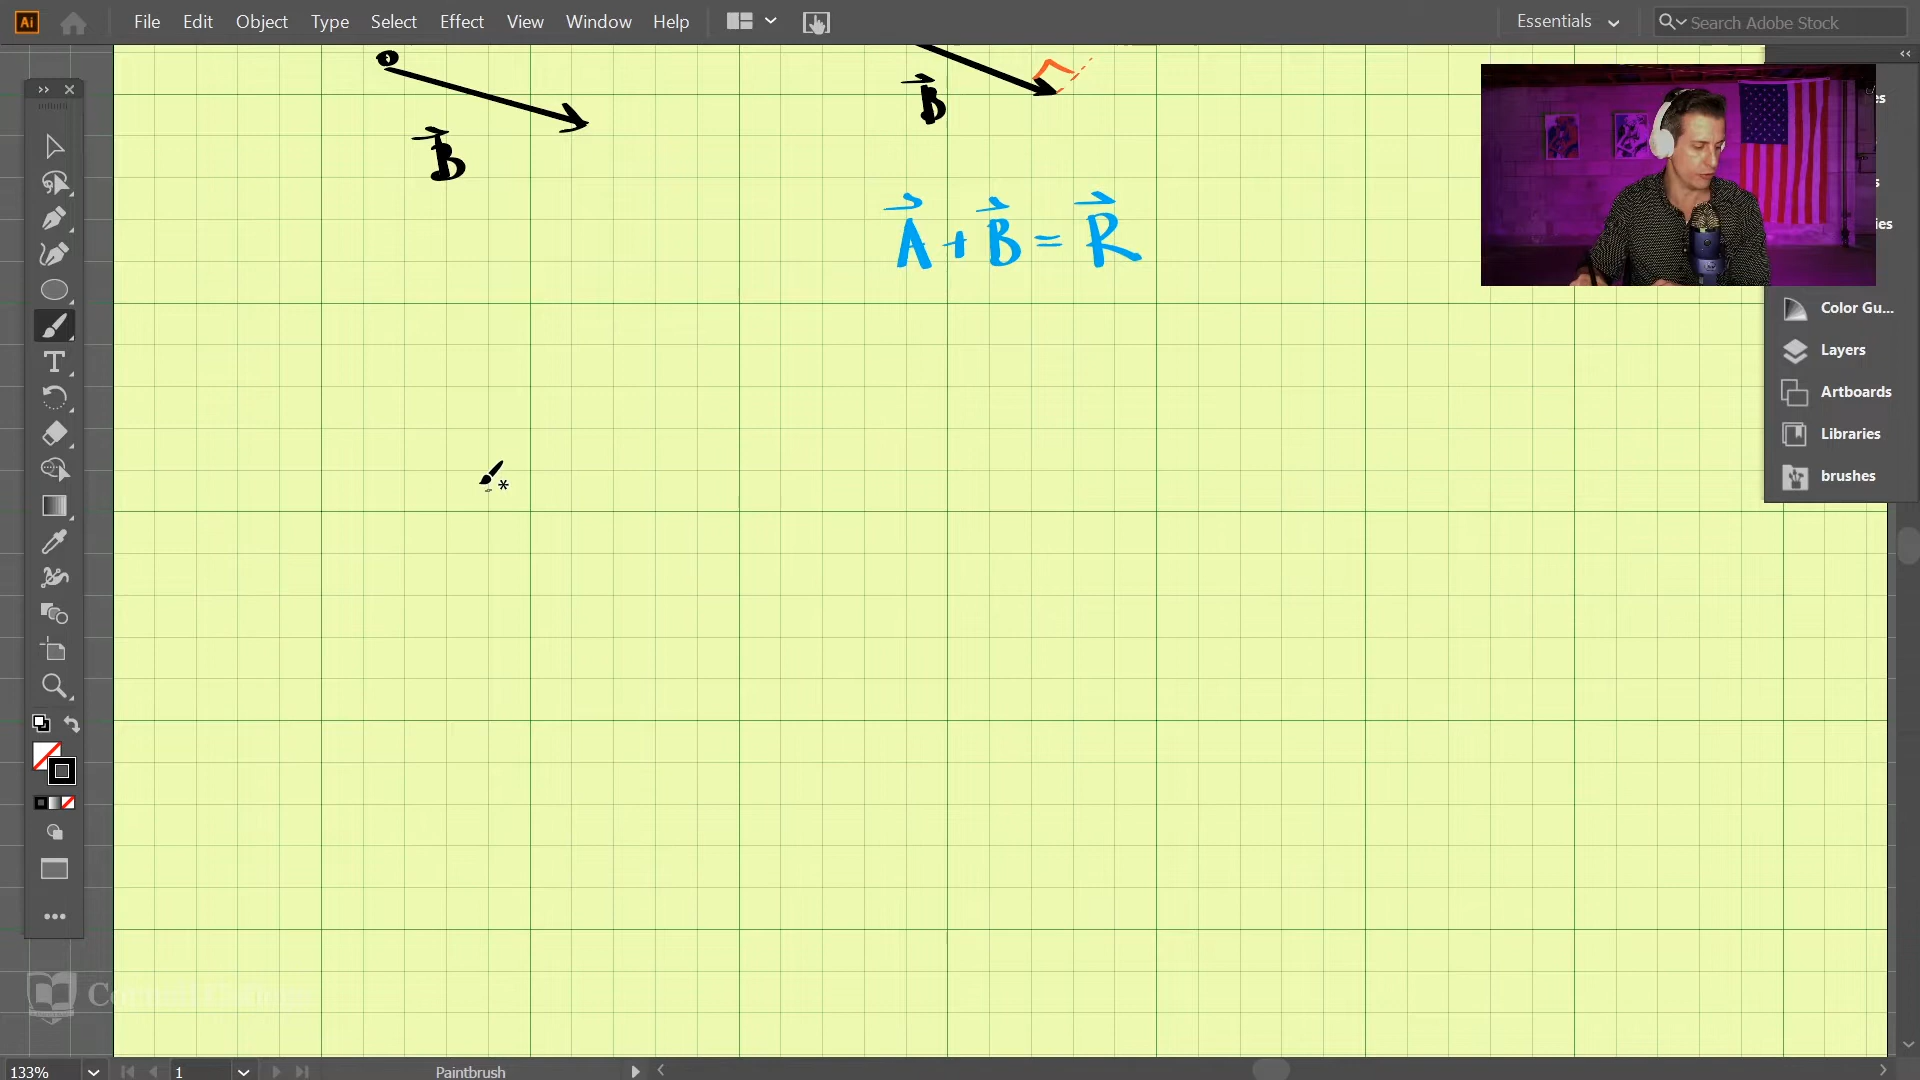 Ai File Edit Object Type Select Effect View Window Help Essentials Search Adobe Stock
B
B
A + B = R
Color Gu...
Layers
Artboards
Libraries
brushes
133% 1 Paintbrush